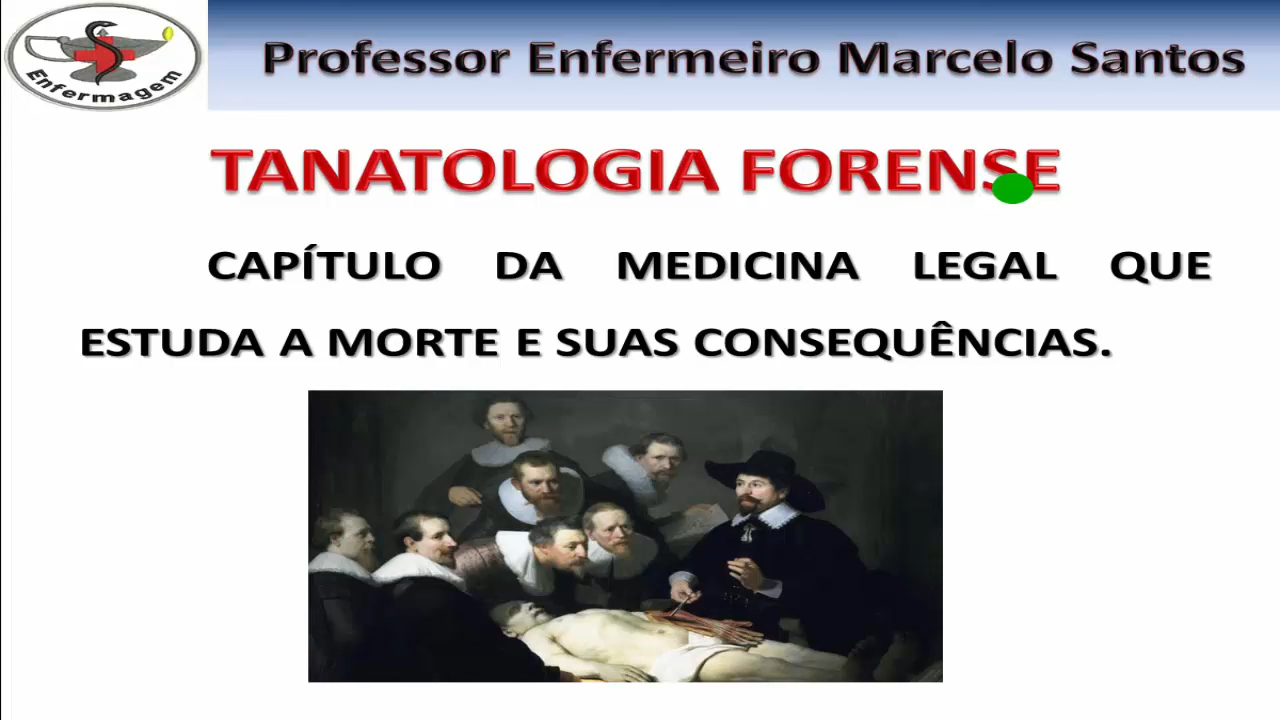 Enfermagem
Professor Enfermeiro Marcelo Santos
TANATOLOGIA FORENSE
CAPÍTULO DA MEDICINA LEGAL QUE
ESTUDA A MORTE E SUAS CONSEQUÊNCIAS.